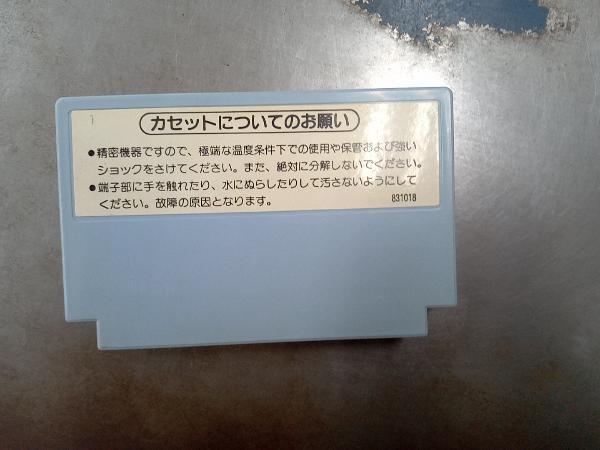 カセットについてのお願い
●精密機器ですので、極端な温度条件下での使用や保管および強い
ショックをさけてください。また、絶対に分解しないでください。
●端子部に手を触れたり、水にぬらしたりして汚さないようにして
ください。故障の原因となります。 831018